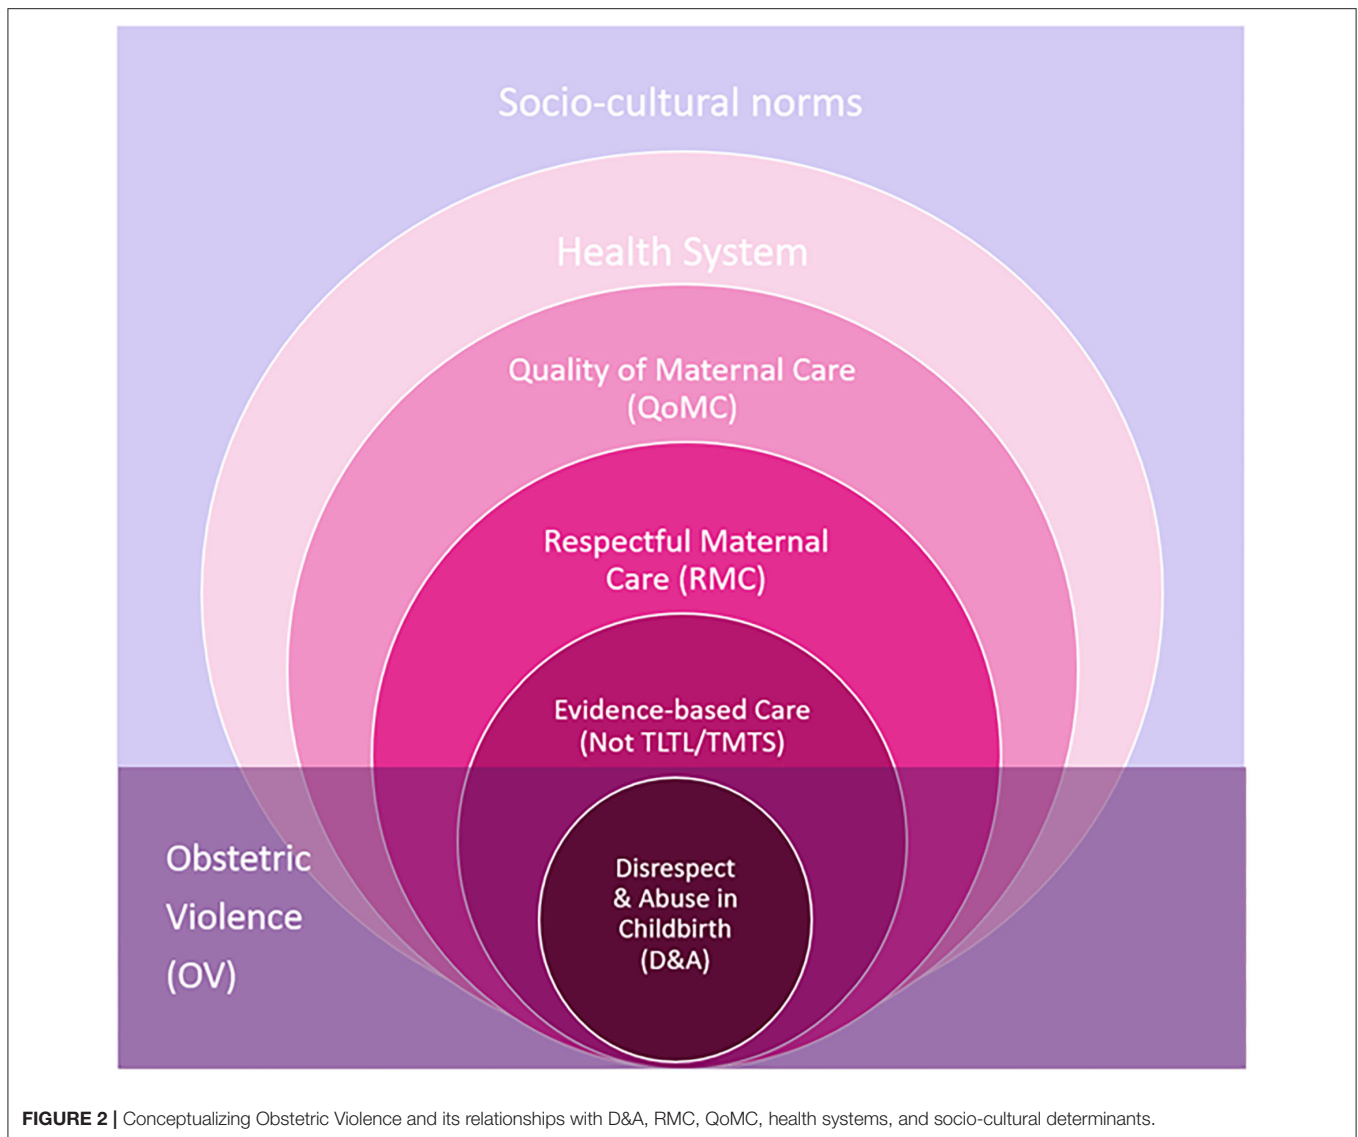 Socio-cultural norms
Health System
Quality of Maternal Care
(QoMC)
Respectful Maternal
Care (RMC)
Evidence-based Care
(Not TLTL/TMTS)
Obstetric
Violence
(OV)
Disrespect
& Abuse in
Childbirth
(D&A)
FIGURE 2 | Conceptualizing Obstetric Violence and its relationships with D&A, RMC, QoMC, health systems, and socio-cultural determinants.